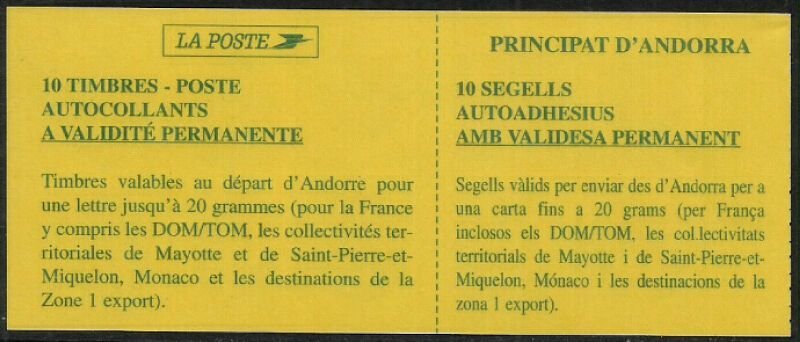 LA POSTE
10 TIMBRES - POSTE
AUTOCOLLANTS
A VALIDITÉ PERMANENTE
Timbres valables au départ d'Andorre pour
une lettre jusqu'à 20 grammes (pour la France
y compris les DOM/TOM, les collectivités ter-
ritoriales de Mayotte et de Saint-Pierre-et-
Miquelon, Monaco et les destinations de la
Zone 1 export).
PRINCIPAT D'ANDORRA
10 SEGELLS
AUTOADHESIUS
AMB VALIDESA PERMANENT
Segells vàlids per enviar des d'Andorra per a
una carta fins a 20 grams (per França
inclosos els DOM/TOM, les col.lectivitats
territorials de Mayotte i de Saint-Pierre-et-
Miquelon, Mónaco i les destinacions de la
zona 1 export).